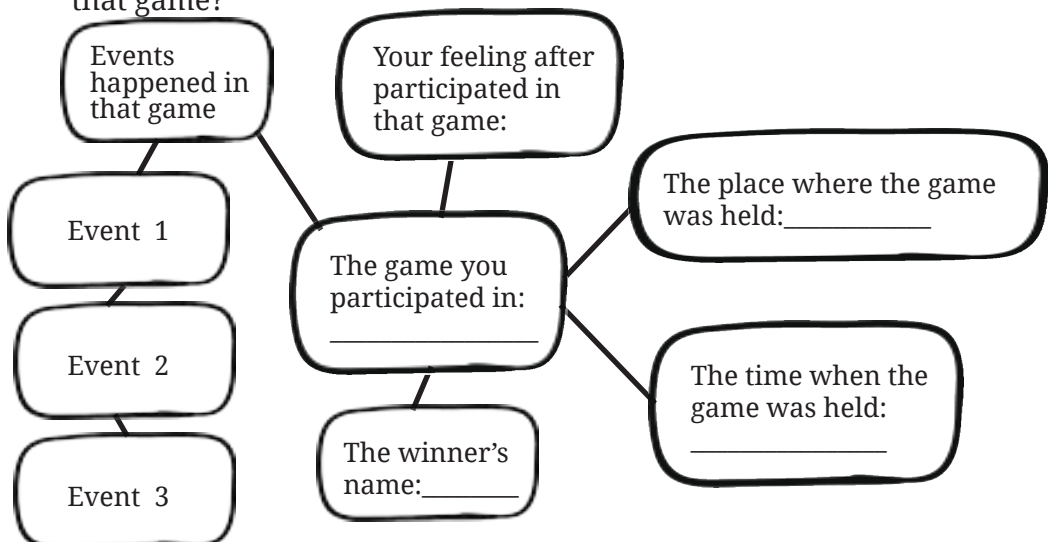 that game?
Events
happened in
that game
Your feeling after
participated in
that game:
The place where the game
was held:___________
Event 1
The game you
participated in:
________________
Event 2
The time when the
game was held:
_______________
The winner’s
name:_______
Event 3